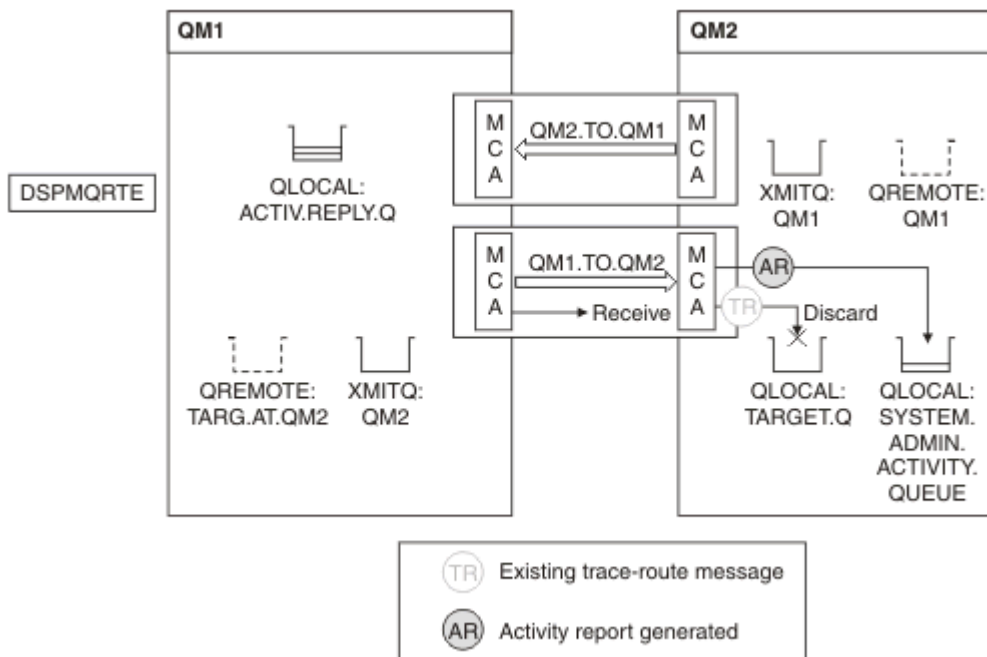 QM1
QM2
DSPMQRTE
QLOCAL:
ACTIV.REPLY.Q
M
C
A
QM2.TO.QM1
M
C
A
XMITQ:
QM1
QREMOTE:
QM1
M
C
A
QM1.TO.QM2
Receive
M
C
A
AR
TR
Discard
QREMOTE:
TARG.AT.QM2
XMITQ:
QM2
QLOCAL:
TARGET.Q
QLOCAL:
SYSTEM.
ADMIN.
ACTIVITY.
QUEUE
TR Existing trace-route message
AR Activity report generated